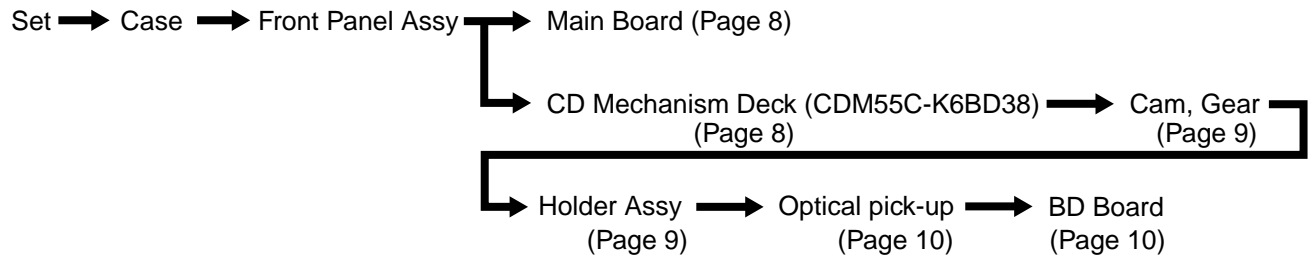 Set Case Front Panel Assy Main Board (Page 8)
CD Mechanism Deck (CDM55C-K6BD38) Cam, Gear
(Page 8) (Page 9)
Holder Assy Optical pick-up BD Board
(Page 9) (Page 10) (Page 10)